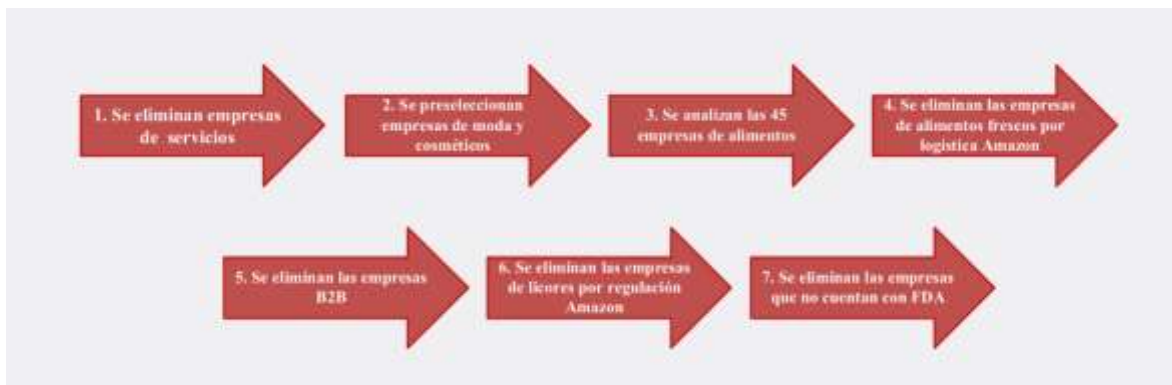 1. Se eliminan empresas
de servicios
2. Se preseleccionan
empresas de moda y
cosméticos
3. Se analizan las 45
empresas de alimentos
4. Se eliminan las empresas
de alimentos frescos por
logística Amazon
5. Se eliminan las empresas
B2B
6. Se eliminan las empresas
de licores por regulación
Amazon
7. Se eliminan las empresas
que no cuentan con FDA